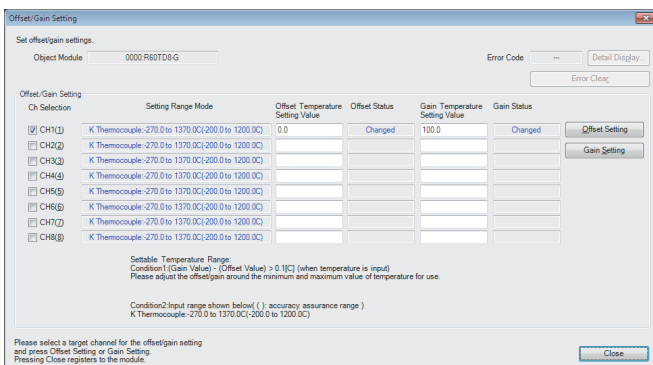 Offset/Gain Setting
Set offset/gain settings.
Object Module 0000:R60TD8-G Error Code --- Detail Display...
Error Clear
Offset/Gain Setting
Ch Selection Setting Range Mode Offset Temperature Setting Value Offset Status Gain Temperature Setting Value Gain Status
CH1(1) K Thermocouple:-270.0 to 1370.0C(-200.0 to 1200.0C) 0.0 Changed 100.0 Changed Offset Setting
CH2(2) K Thermocouple:-270.0 to 1370.0C(-200.0 to 1200.0C) Gain Setting
CH3(3) K Thermocouple:-270.0 to 1370.0C(-200.0 to 1200.0C)
CH4(4) K Thermocouple:-270.0 to 1370.0C(-200.0 to 1200.0C)
CH5(5) K Thermocouple:-270.0 to 1370.0C(-200.0 to 1200.0C)
CH6(6) K Thermocouple:-270.0 to 1370.0C(-200.0 to 1200.0C)
CH7(7) K Thermocouple:-270.0 to 1370.0C(-200.0 to 1200.0C)
CH8(8) K Thermocouple:-270.0 to 1370.0C(-200.0 to 1200.0C)
Settable Temperature Range:
Condition1:(Gain Value) - (Offset Value) > 0.1[C] (when temperature is input)
Please adjust the offset/gain around the minimum and maximum value of temperature for use.
Condition2:Input range shown below( ( ): accuracy assurance range )
K Thermocouple:-270.0 to 1370.0C(-200.0 to 1200.0C)
Please select a target channel for the offset/gain setting
and press Offset Setting or Gain Setting.
Pressing Close registers to the module.
Close